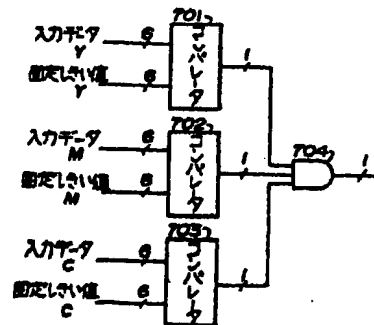 701
入力データ
Y
6
固定しきい値
Y
6
コンパレータ
1
702
入力データ
M
6
固定しきい値
M
6
コンパレータ
1
704
1
703
入力データ
C
6
固定しきい値
C
6
コンパレータ
1